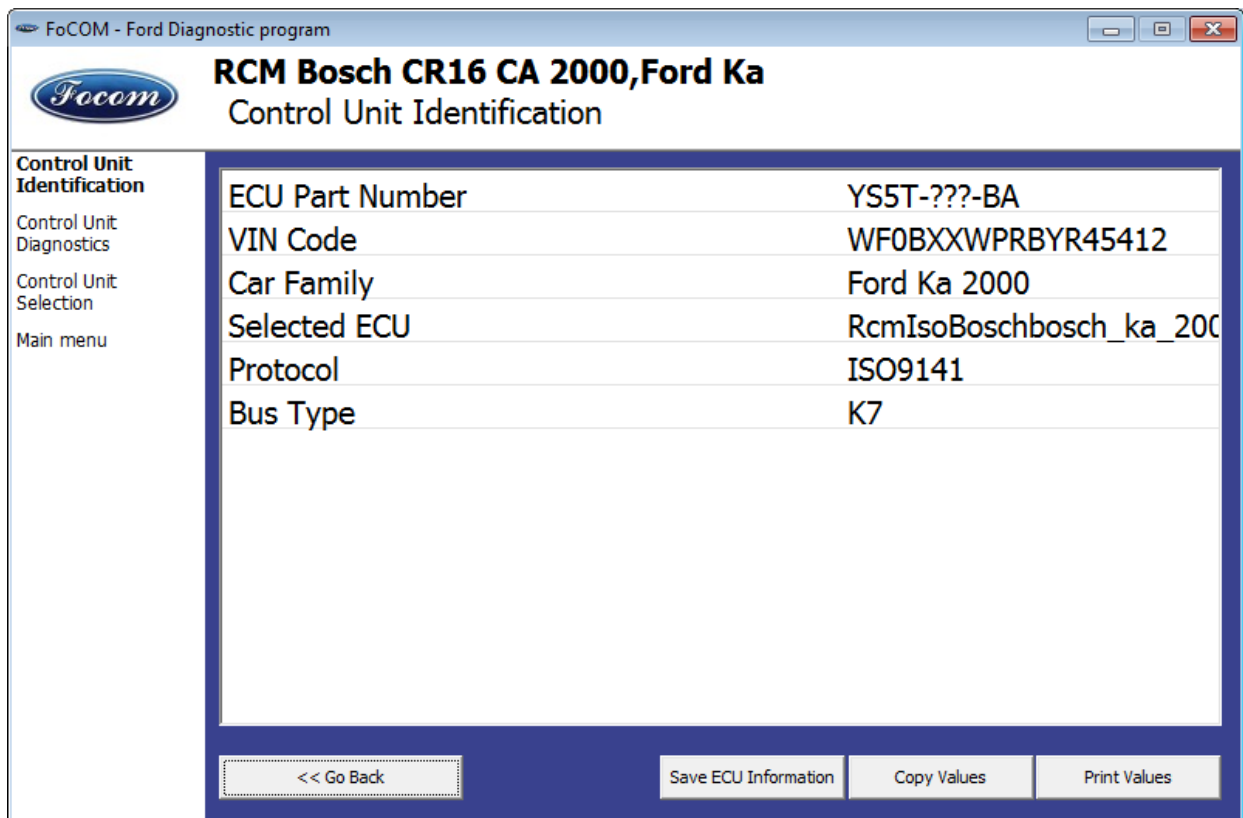 FoCOM - Ford Diagnostic program
Focom
RCM Bosch CR16 CA 2000,Ford Ka
Control Unit Identification
Control Unit
Identification
Control Unit
Diagnostics
Control Unit
Selection
Main menu
ECU Part Number YS5T-???-BA
VIN Code WF0BXXWPRBYR45412
Car Family Ford Ka 2000
Selected ECU RcmIsoBoschbosch_ka_200
Protocol ISO9141
Bus Type K7
<< Go Back Save ECU Information Copy Values Print Values